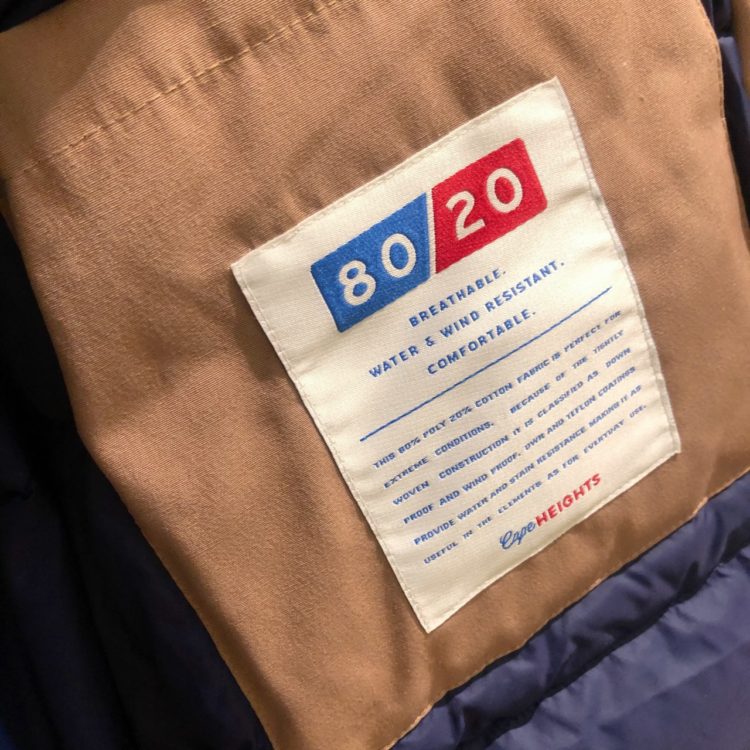 80 20
BREATHABLE.
WATER & WIND RESISTANT.
COMFORTABLE.
THIS 80% POLY 20% COTTON FABRIC IS PERFECT FOR
EXTREME CONDITIONS. BECAUSE OF THE TIGHTLY
WOVEN CONSTRUCTION IT IS CLASSIFIED AS DOWN
PROOF AND WIND PROOF. DWR AND TEFLON COATINGS
PROVIDE WATER AND STAIN RESISTANCE MAKING IT AS
USEFUL IN THE ELEMENTS AS FOR EVERYDAY USE.
Cape HEIGHTS